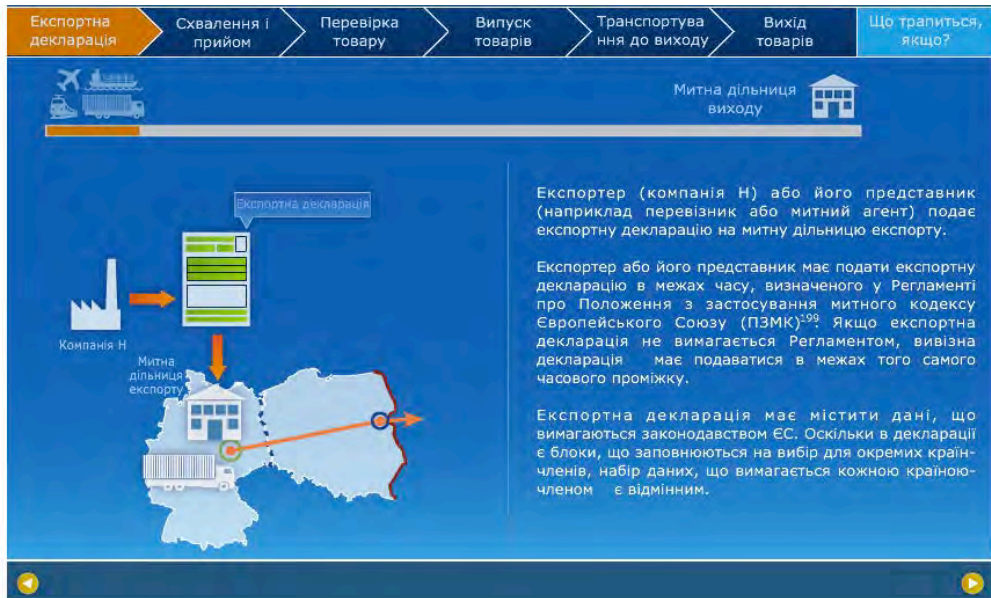 Експортна
декларація
Схвалення і
прийом
Перевірка
товару
Випуск
товарів
Транспортува
ння до виходу
Вихід
товарів
Що трапиться,
якщо?
Митна дільниця
виходу
Експортна декларація
Компанія Н
Митна
дільниця
експорту
Експортер (компанія Н) або його представник
(наприклад перевізник або митний агент) подає
експортну декларацію на митну дільницю експорту.
Експортер або його представник має подати експортну
декларацію в межах часу, визначеного у Регламенті
про Положення з застосування митного кодексу
Європейського Союзу (ПЗМК)¹⁹⁹. Якщо експортна
декларація не вимагається Регламентом, вивізна
декларація має подаватися в межах того самого
часового проміжку.
Експортна декларація має містити дані, що
вимагаються законодавством ЄС. Оскільки в декларації
є блоки, що заповнюються на вибір для окремих країн-
членів, набір даних, що вимагається кожною країною-
членом є відмінним.